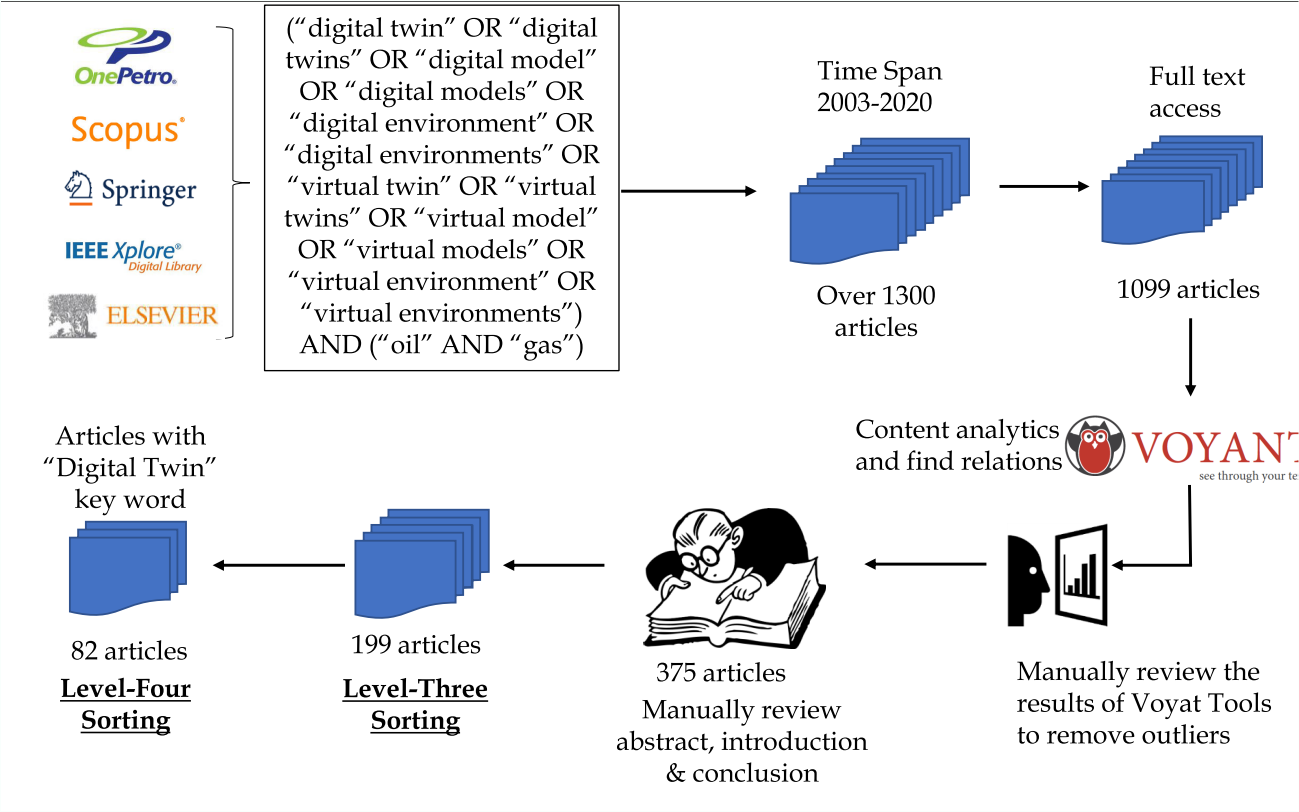 OnePetro
Scopus
Springer
IEEE Xplore®
Digital Library
ELSEVIER
(“digital twin” OR “digital
twins” OR “digital model”
OR “digital models” OR
“digital environment” OR
“digital environments” OR
“virtual twin” OR “virtual
twins” OR “virtual model”
OR “virtual models” OR
“virtual environment” OR
“virtual environments”)
AND (“oil” AND “gas”)
Time Span
2003-2020
Over 1300
articles
Full text
access
1099 articles
Content analytics
and find relations
VOYANT
see through your te
Manually review the
results of Voyat Tools
to remove outliers
375 articles
Manually review
abstract, introduction
& conclusion
199 articles
Level-Three
Sorting
Articles with
“Digital Twin”
key word
82 articles
Level-Four
Sorting